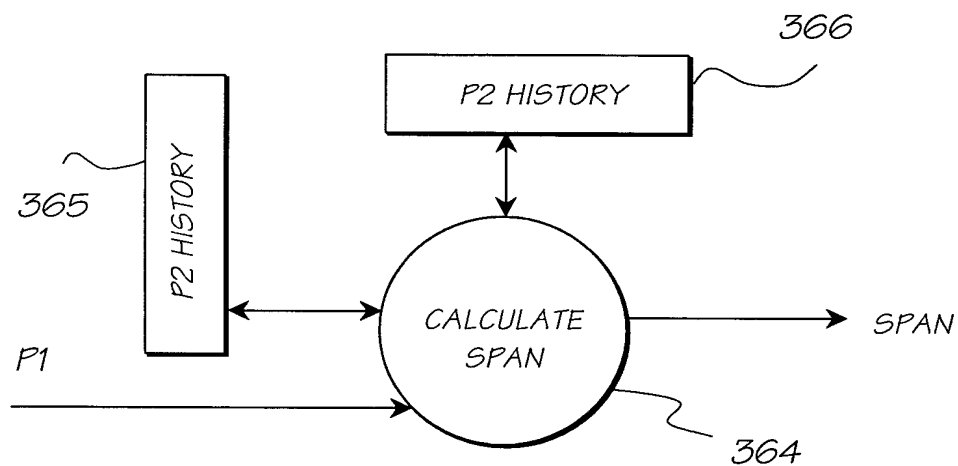 366
P2 HISTORY
P2 HISTORY
365
CALCULATE
SPAN
SPAN
P1
364